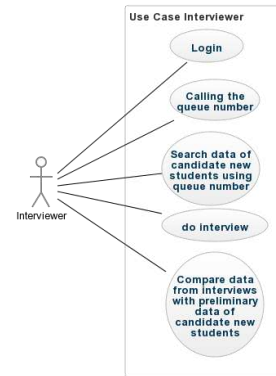 Use Case Interviewer
Login
Calling the
queue number
Search data of
candidate new
students using
queue number
Interviewer
do interview
Compare data
from interviews
with preliminary
data of
candidate new
students